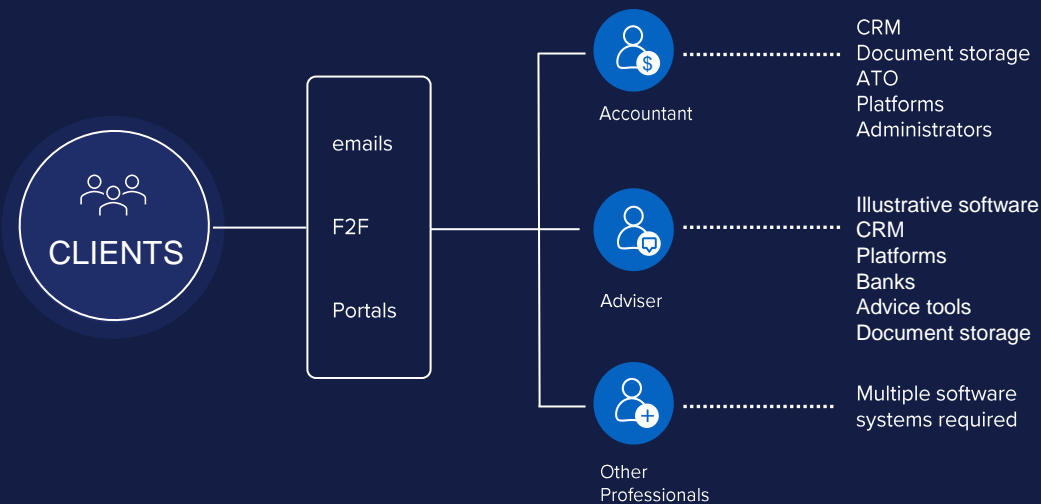 CLIENTS
emails
F2F
Portals
$
Accountant
CRM
Document storage
ATO
Platforms
Administrators
Adviser
Illustrative software
CRM
Platforms
Banks
Advice tools
Document storage
Other
Professionals
Multiple software
systems required